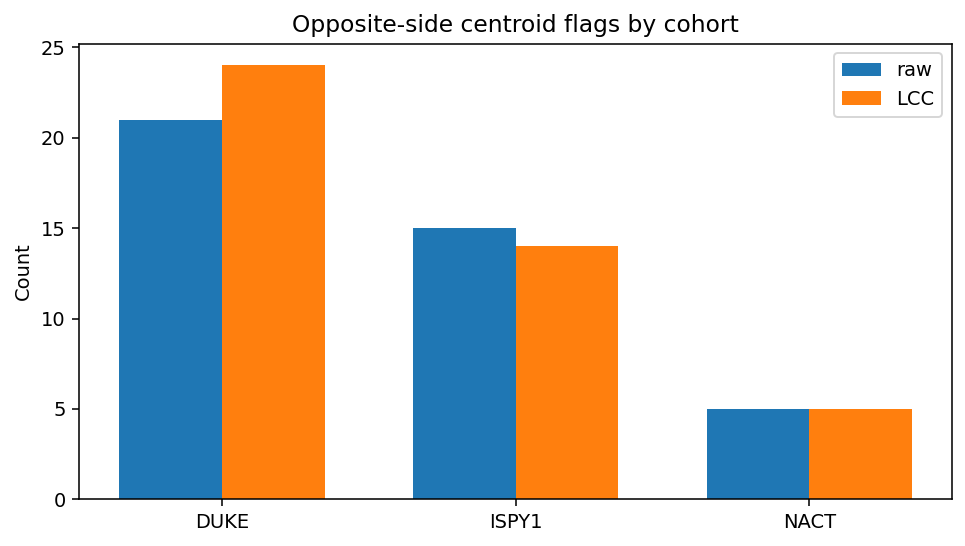 Opposite-side centroid flags by cohort
25
20
15
10
5
0
Count
raw
LCC
DUKE
ISPY1
NACT